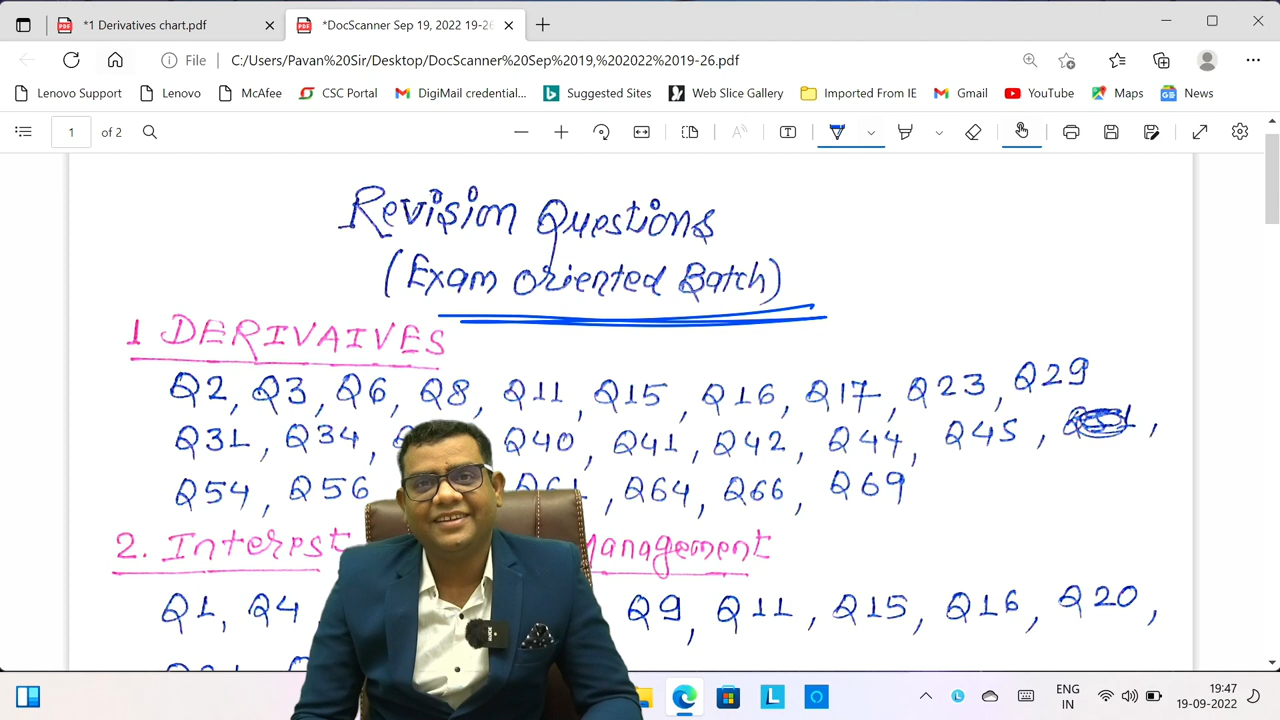 *1 Derivatives chart.pdf
*DocScanner Sep 19, 2022 19-26
File C:/Users/Pavan%20Sir/Desktop/DocScanner%20Sep%2019,%202022%2019-26.pdf
Lenovo Support Lenovo McAfee CSC Portal DigiMail credential... Suggested Sites Web Slice Gallery Imported From IE Gmail YouTube Maps News
1 of 2
Revision Questions
(Exam oriented Batch)
1 DERIVAIVES
Q2, Q3, Q6, Q8, Q11, Q15, Q16, Q17, Q23, Q29
Q31, Q34, Q40, Q41, Q42, Q44, Q45, ,
Q54, Q56 Q61, Q64, Q66, Q69
2. Interest Management
Q1, Q4 Q9, Q11, Q15, Q16, Q20,
ENG
IN
19:47
19-09-2022